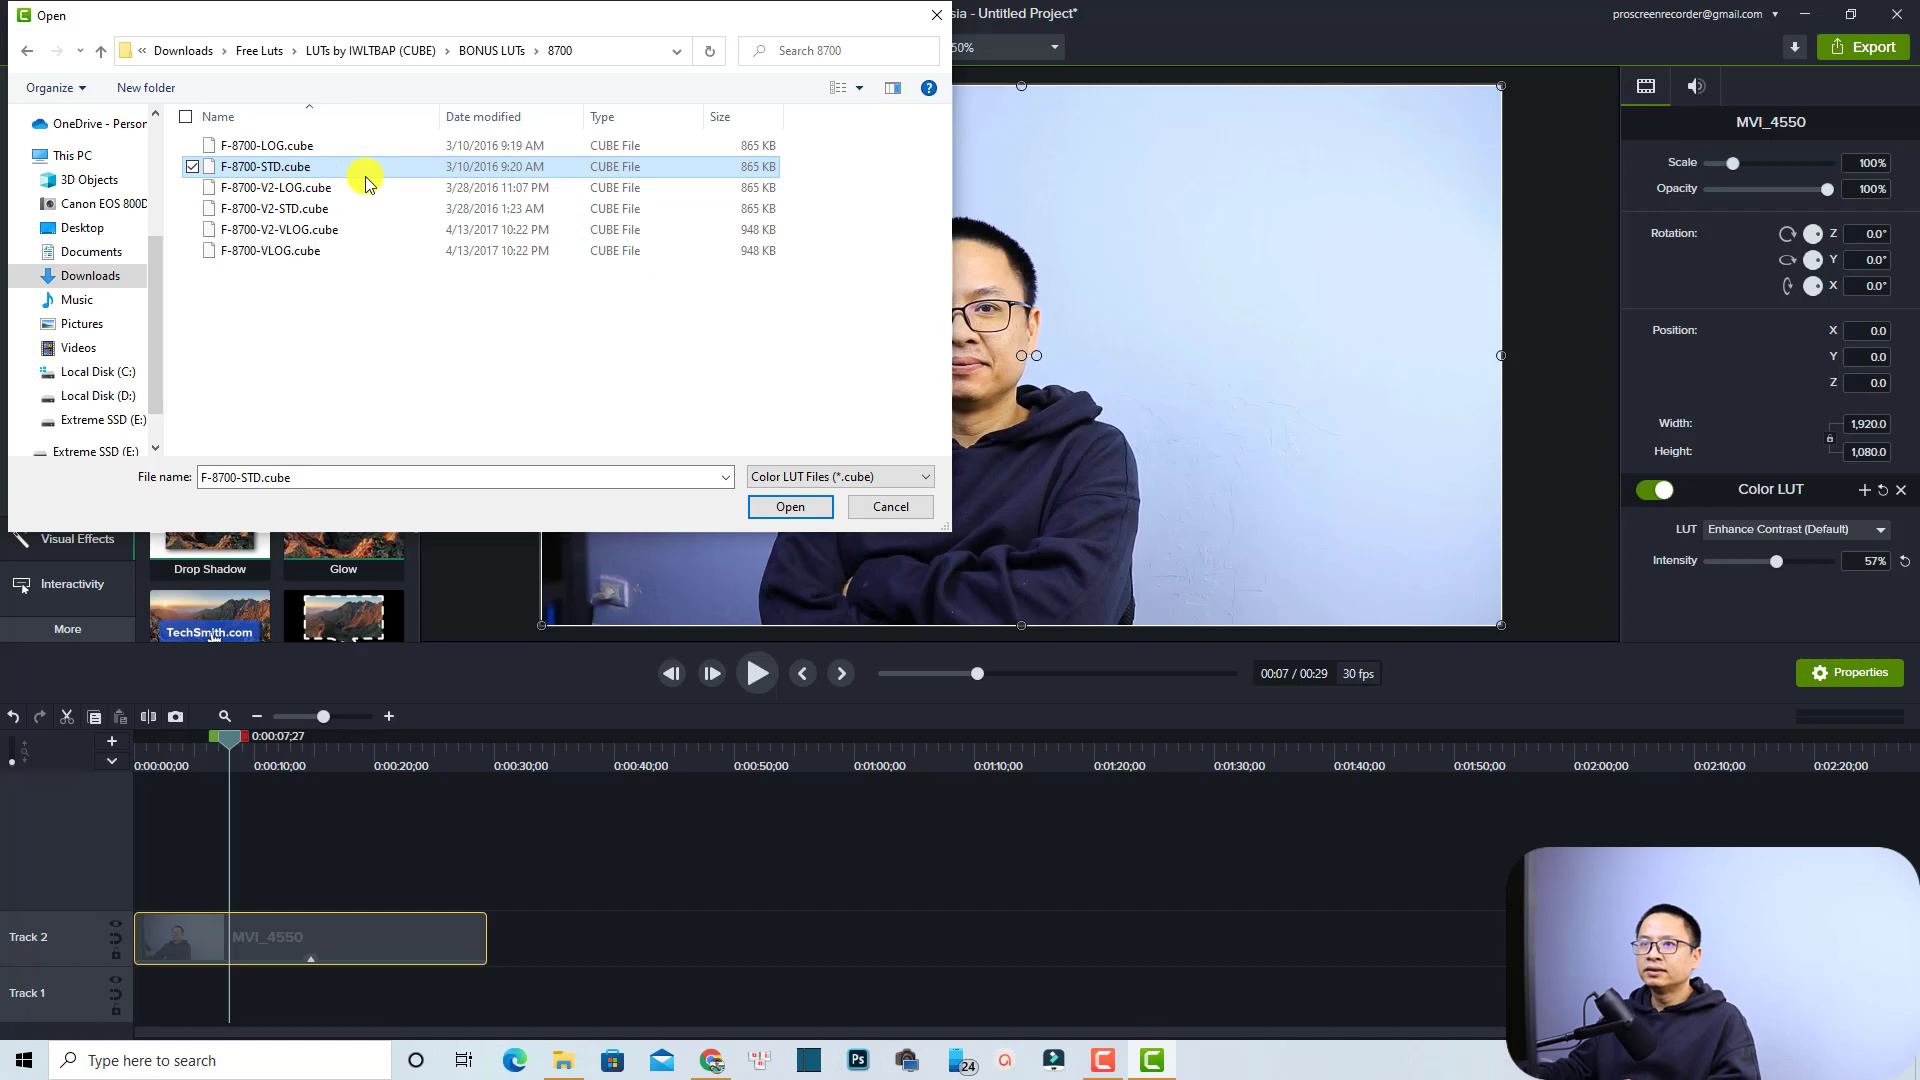 Open
sia - Untitled Project*
proscreenrecorder@gmail.com
« Downloads › Free Luts › LUTs by IWLTBAP (CUBE) › BONUS LUTs › 8700
Search 8700
50%
Export
Organize
New folder
Name
Date modified
Type
Size
F-8700-LOG.cube 3/10/2016 9:19 AM CUBE File 865 KB
F-8700-STD.cube 3/10/2016 9:20 AM CUBE File 865 KB
F-8700-V2-LOG.cube 3/28/2016 11:07 PM CUBE File 865 KB
F-8700-V2-STD.cube 3/28/2016 1:23 AM CUBE File 865 KB
F-8700-V2-VLOG.cube 4/13/2017 10:22 PM CUBE File 948 KB
F-8700-VLOG.cube 4/13/2017 10:22 PM CUBE File 948 KB
OneDrive - Person
This PC
3D Objects
Canon EOS 800D
Desktop
Documents
Downloads
Music
Pictures
Videos
Local Disk (C:)
Local Disk (D:)
Extreme SSD (E:)
Extreme SSD (E:)
File name: F-8700-STD.cube
Color LUT Files (*.cube)
Open
Cancel
MVI_4550
Scale 100%
Opacity 100%
Rotation: Z 0.0°
Y 0.0°
X 0.0°
Position: X 0.0
Y 0.0
Z 0.0
Width: 1,920.0
Height: 1,080.0
Color LUT
LUT Enhance Contrast (Default)
Intensity 57%
Visual Effects
Interactivity
More
Drop Shadow
Glow
TechSmith.com
00:07 / 00:29 30 fps
Properties
0:00:07;27
0:00:00;00 0:00:10;00 0:00:20;00 0:00:30;00 0:00:40;00 0:00:50;00 0:01:00;00 0:01:10;00 0:01:20;00 0:01:30;00 0:01:40;00 0:01:50;00 0:02:00;00 0:02:10;00 0:02:20;00
Track 2
MVI_4550
Track 1
Type here to search
Ps
24